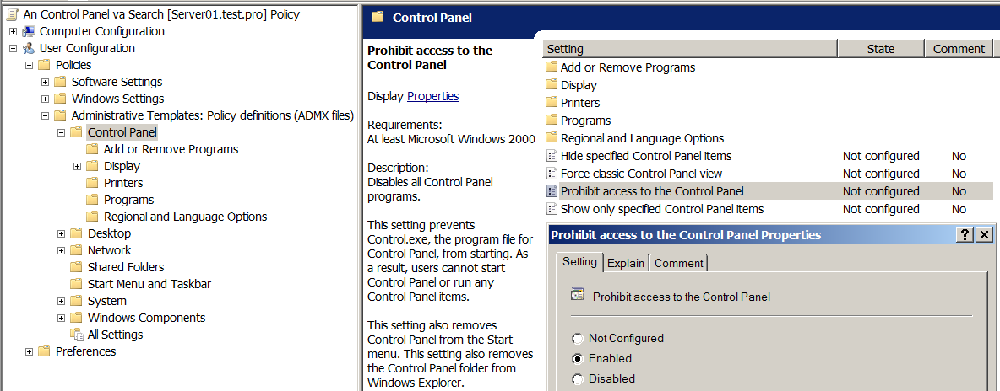 An Control Panel va Search [Server01.test.pro] Policy
Computer Configuration
User Configuration
Policies
Software Settings
Windows Settings
Administrative Templates: Policy definitions (ADMX files)
Control Panel
Add or Remove Programs
Display
Printers
Programs
Regional and Language Options
Desktop
Network
Shared Folders
Start Menu and Taskbar
System
Windows Components
All Settings
Preferences
Control Panel
Prohibit access to the
Control Panel
Display Properties
Requirements:
At least Microsoft Windows 2000
Description:
Disables all Control Panel
programs.
This setting prevents
Control.exe, the program file for
Control Panel, from starting. As
a result, users cannot start
Control Panel or run any
Control Panel items.
This setting also removes
Control Panel from the Start
menu. This setting also removes
the Control Panel folder from
Windows Explorer.
Setting State Comment
Add or Remove Programs
Display
Printers
Programs
Regional and Language Options
Hide specified Control Panel items Not configured No
Force classic Control Panel view Not configured No
Prohibit access to the Control Panel Not configured No
Show only specified Control Panel items Not configured No
Prohibit access to the Control Panel Properties
Setting Explain Comment
Prohibit access to the Control Panel
Not Configured
Enabled
Disabled